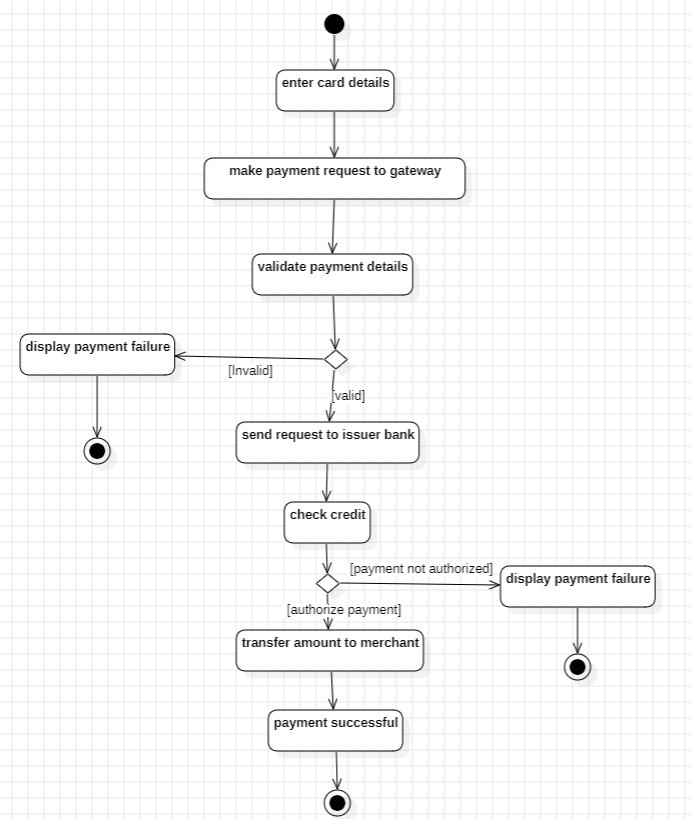 enter card details
make payment request to gateway
validate payment details
display payment failure
[Invalid]
[valid]
send request to issuer bank
check credit
[payment not authorized]
display payment failure
[authorize payment]
transfer amount to merchant
payment successful